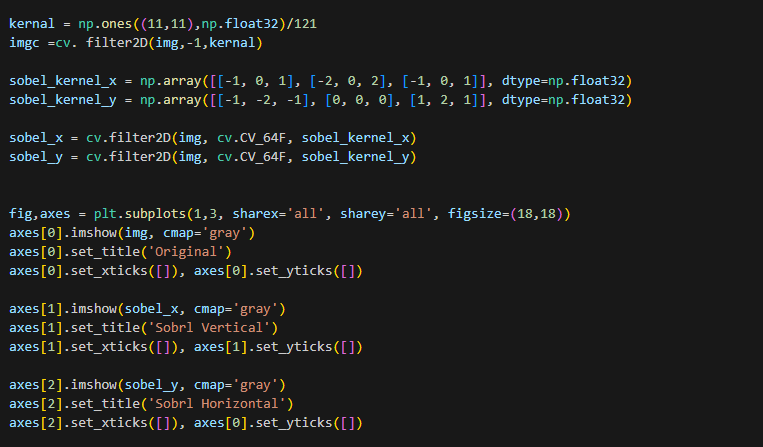 kernal = np.ones((11,11),np.float32)/121
imgc =cv. filter2D(img,-1,kernal)
sobel_kernel_x = np.array([[-1, 0, 1], [-2, 0, 2], [-1, 0, 1]], dtype=np.float32)
sobel_kernel_y = np.array([[-1, -2, -1], [0, 0, 0], [1, 2, 1]], dtype=np.float32)
sobel_x = cv.filter2D(img, cv.CV_64F, sobel_kernel_x)
sobel_y = cv.filter2D(img, cv.CV_64F, sobel_kernel_y)
fig,axes = plt.subplots(1,3, sharex='all', sharey='all', figsize=(18,18))
axes[0].imshow(img, cmap='gray')
axes[0].set_title('Original')
axes[0].set_xticks([]), axes[0].set_yticks([])
axes[1].imshow(sobel_x, cmap='gray')
axes[1].set_title('Sobrl Vertical')
axes[1].set_xticks([]), axes[1].set_yticks([])
axes[2].imshow(sobel_y, cmap='gray')
axes[2].set_title('Sobrl Horizontal')
axes[2].set_xticks([]), axes[0].set_yticks([])